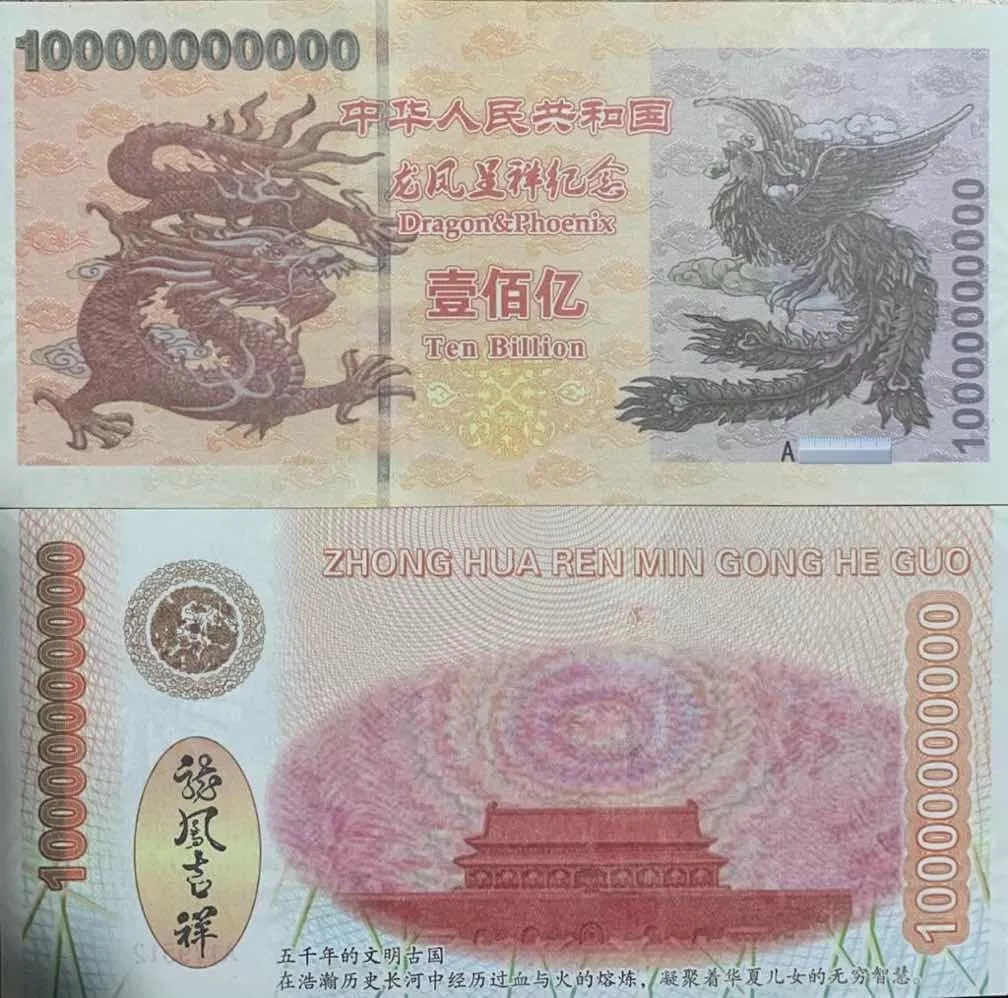 10000000000
中华人民共和国
龙凤呈祥纪念
Dragon&Phoenix
壹佰亿
Ten Billion
10000000000
A
ZHONG HUA REN MIN GONG HE GUO
10000000000
10000000000
龍鳳吉祥
五千年的文明古国
在浩瀚历史长河中经历过血与火的熔炼，凝聚着华夏儿女的无穷智慧。